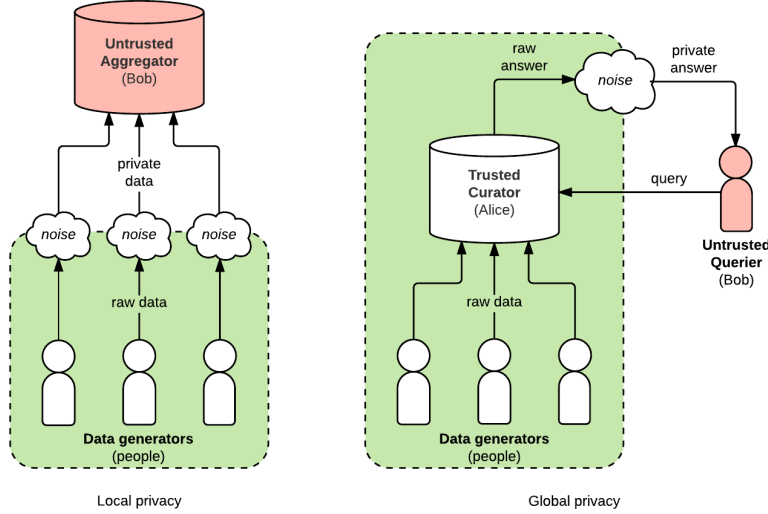 Untrusted
Aggregator
(Bob)
private
data
noise
noise
noise
raw data
Data generators
(people)
Local privacy
raw
answer
noise
private
answer
Trusted
Curator
(Alice)
query
Untrusted
Querier
(Bob)
raw data
Data generators
(people)
Global privacy